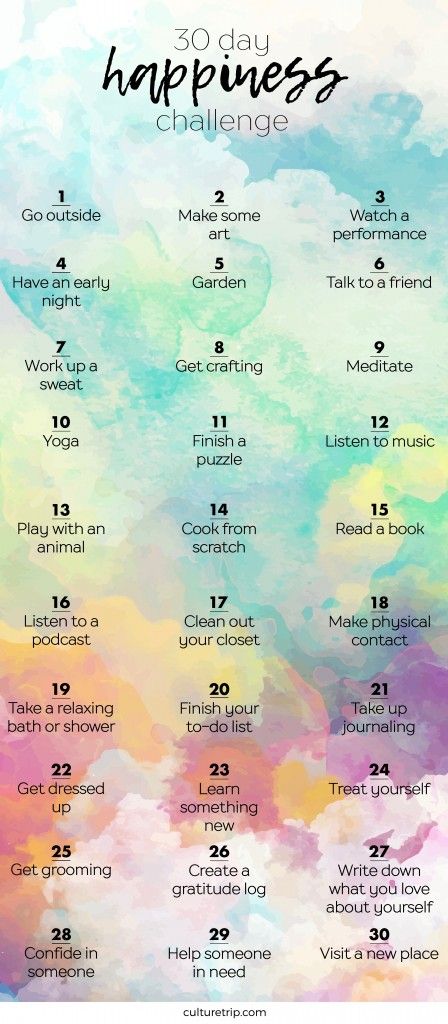 30 day
happiness
challenge
1
Go outside
2
Make some
art
3
Watch a
performance
4
Have an early
night
5
Garden
6
Talk to a friend
7
Work up a
sweat
8
Get crafting
9
Meditate
10
Yoga
11
Finish a
puzzle
12
Listen to music
13
Play with an
animal
14
Cook from
scratch
15
Read a book
16
Listen to a
podcast
17
Clean out
your closet
18
Make physical
contact
19
Take a relaxing
bath or shower
20
Finish your
to-do list
21
Take up
journaling
22
Get dressed
up
23
Learn
something
new
24
Treat yourself
25
Get grooming
26
Create a
gratitude log
27
Write down
what you love
about yourself
28
Confide in
someone
29
Help someone
in need
30
Visit a new place
culturetrip.com